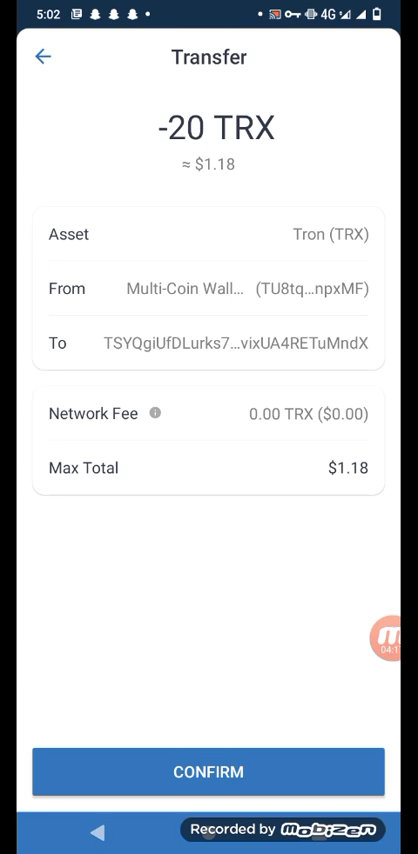 5:02 4G
Transfer
-20 TRX
≈ $1.18
Asset Tron (TRX)
From Multi-Coin Wall... (TU8tq...npxMF)
To TSYQgiUfDLurks7...vixUA4RETuMndX
Network Fee 0.00 TRX ($0.00)
Max Total $1.18
CONFIRM
Recorded by mobizen